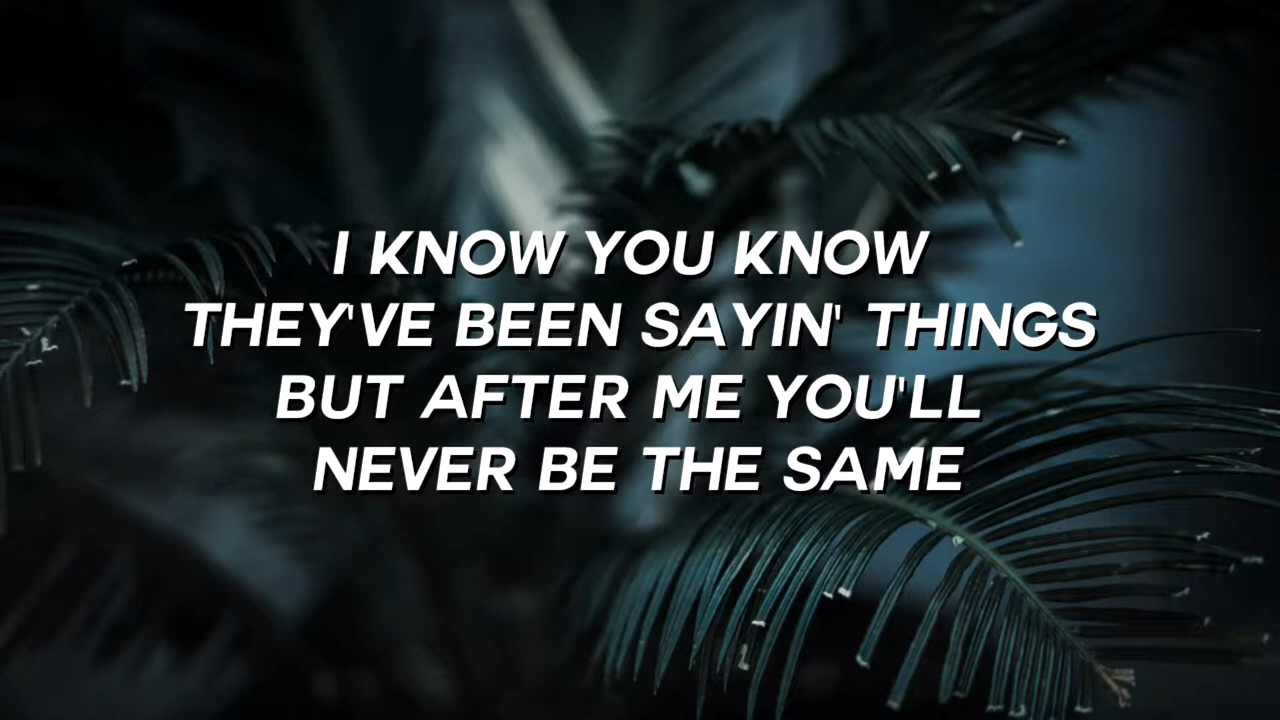 I KNOW YOU KNOW
THEY'VE BEEN SAYIN' THINGS
BUT AFTER ME YOU'LL
NEVER BE THE SAME